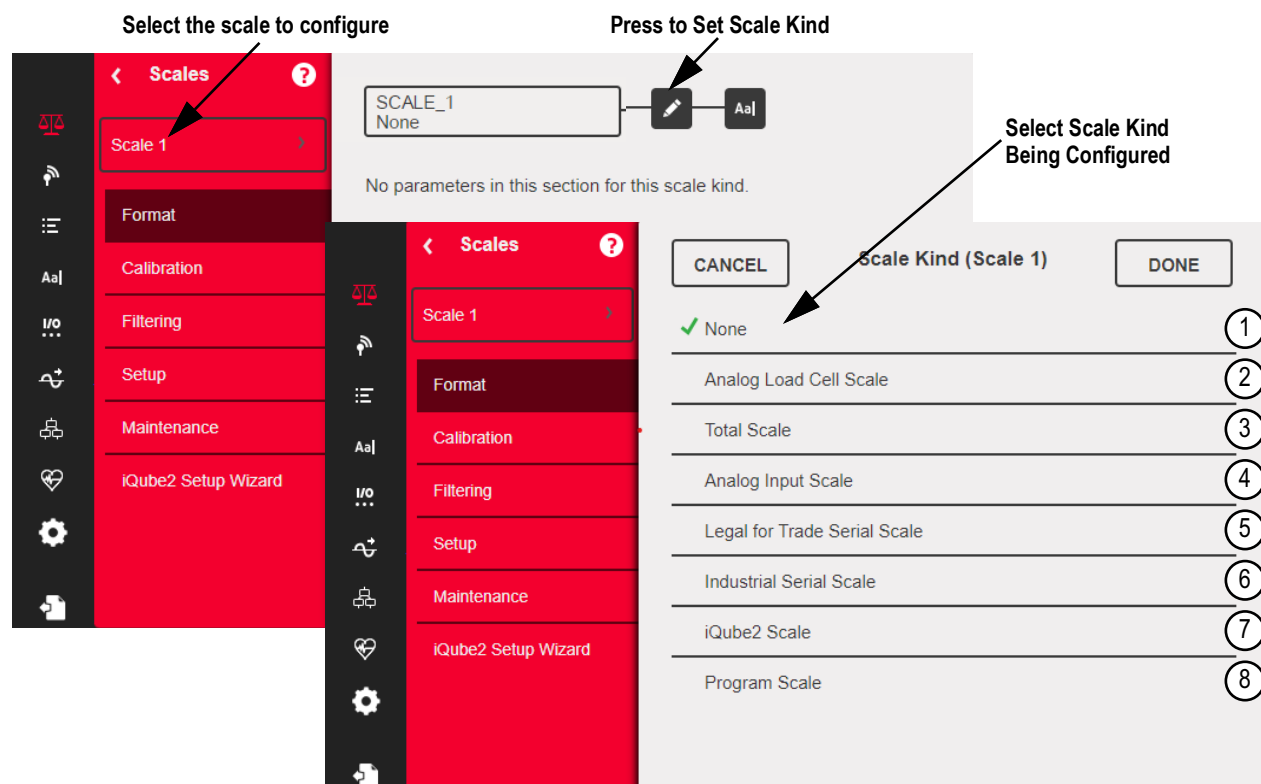 Select the scale to configure
Press to Set Scale Kind
Scales
?
Scale 1
Format
Calibration
Filtering
Setup
Maintenance
iQube2 Setup Wizard
Aa
I/O
SCALE_1
None
Aa
No parameters in this section for this scale kind.
Select Scale Kind
Being Configured
Scales
?
Scale 1
Format
Calibration
Filtering
Setup
Maintenance
iQube2 Setup Wizard
Aa
I/O
CANCEL
Scale Kind (Scale 1)
DONE
None 1
Analog Load Cell Scale 2
Total Scale 3
Analog Input Scale 4
Legal for Trade Serial Scale 5
Industrial Serial Scale 6
iQube2 Scale 7
Program Scale 8